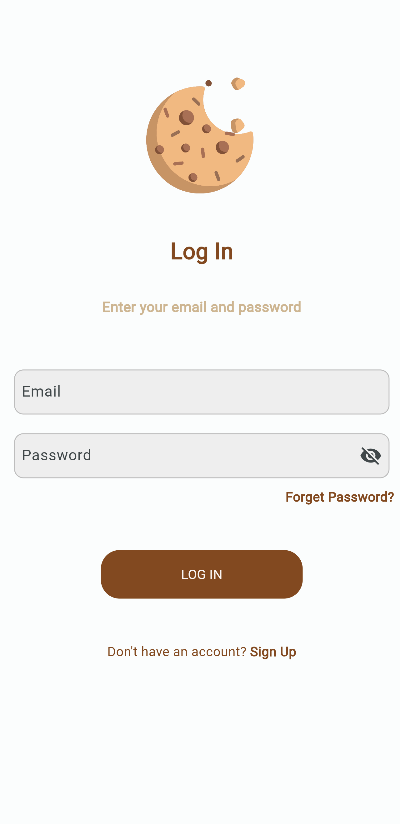 Log In
Enter your email and password
Email
Password
Forget Password?
LOG IN
Don't have an account? Sign Up